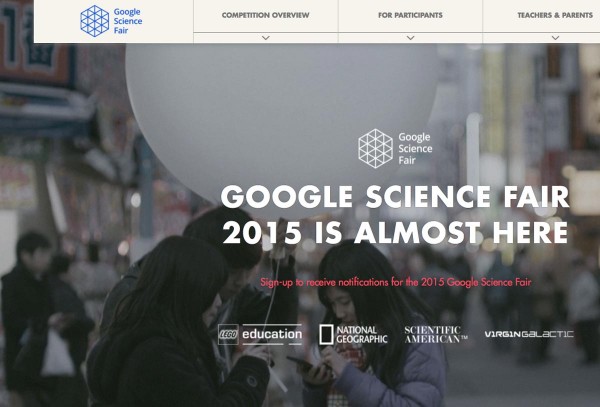 Google
Science
Fair
COMPETITION OVERVIEW
FOR PARTICIPANTS
TEACHERS & PARENTS
Google
Science
Fair
GOOGLE SCIENCE FAIR
2015 IS ALMOST HERE
Sign-up to receive notifications for the 2015 Google Science Fair
LEGO education
NATIONAL
GEOGRAPHIC
SCIENTIFIC
AMERICAN™
VIRGIN GALACTIC